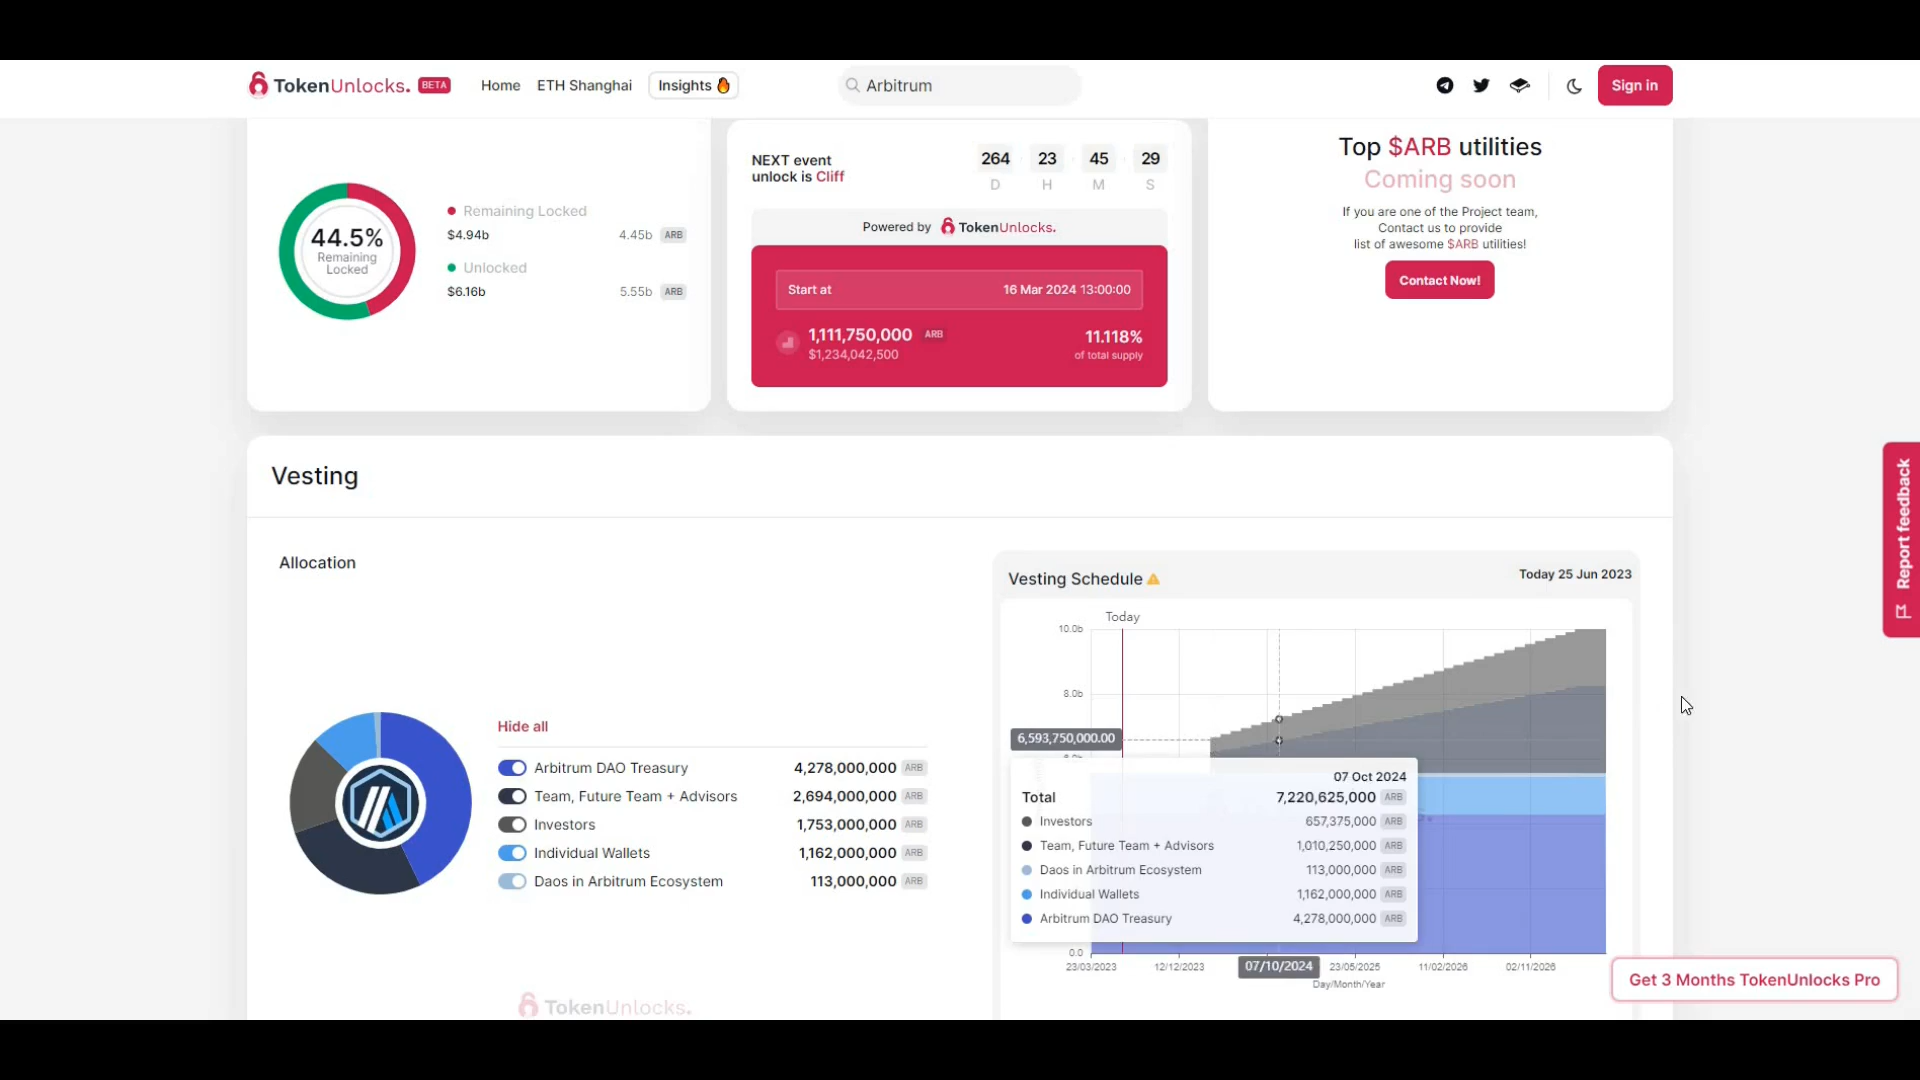 TokenUnlocks. BETA
Home
ETH Shanghai
Insights
Arbitrum
Sign in
44.5%
Remaining
Locked
Remaining Locked
$4.94b 4.45b ARB
Unlocked
$6.16b 5.55b ARB
NEXT event
unlock is Cliff
264 23 45 29
D H M S
Powered by TokenUnlocks.
Start at 16 Mar 2024 13:00:00
1,111,750,000 ARB 11.118%
$1,234,042,500 of total supply
Top $ARB utilities
Coming soon
If you are one of the Project team,
Contact us to provide
list of awesome $ARB utilities!
Contact Now!
Report feedback
Vesting
Allocation
Hide all
Arbitrum DAO Treasury 4,278,000,000 ARB
Team, Future Team + Advisors 2,694,000,000 ARB
Investors 1,753,000,000 ARB
Individual Wallets 1,162,000,000 ARB
Daos in Arbitrum Ecosystem 113,000,000 ARB
TokenUnlocks.
Vesting Schedule
Today 25 Jun 2023
Today
10.0b
8.0b
6,593,750,000.00
07 Oct 2024
Total 7,220,625,000 ARB
Investors 657,375,000 ARB
Team, Future Team + Advisors 1,010,250,000 ARB
Daos in Arbitrum Ecosystem 113,000,000 ARB
Individual Wallets 1,162,000,000 ARB
Arbitrum DAO Treasury 4,278,000,000 ARB
0.0
23/03/2023 12/12/2023 07/10/2024 23/05/2025 11/02/2026 02/11/2026
Day/Month/Year
Get 3 Months TokenUnlocks Pro